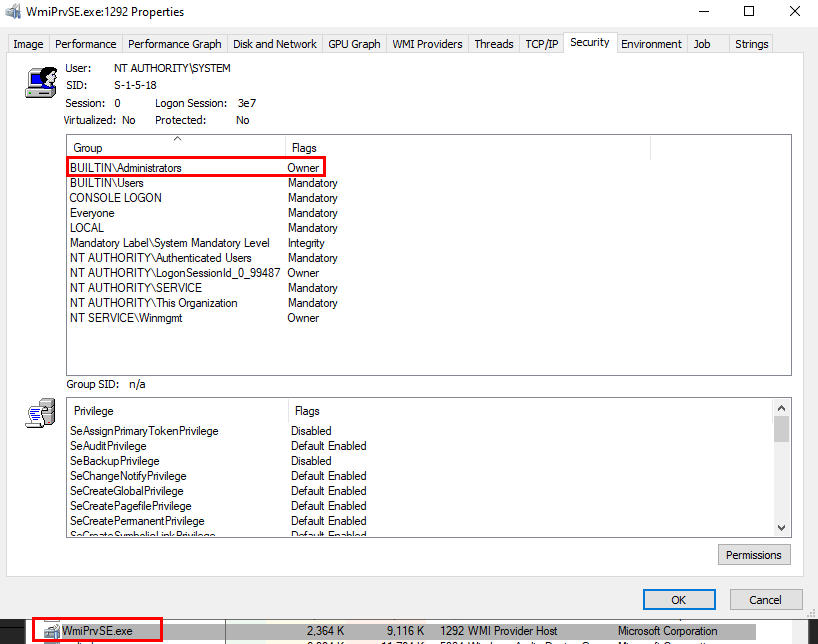 WmiPrvSE.exe:1292 Properties
Image Performance Performance Graph Disk and Network GPU Graph WMI Providers Threads TCP/IP Security Environment Job Strings
User: NT AUTHORITY\SYSTEM
SID: S-1-5-18
Session: 0 Logon Session: 3e7
Virtualized: No Protected: No
Group Flags
BUILTIN\Administrators Owner
BUILTIN\Users Mandatory
CONSOLE LOGON Mandatory
Everyone Mandatory
LOCAL Mandatory
Mandatory Label\System Mandatory Level Integrity
NT AUTHORITY\Authenticated Users Mandatory
NT AUTHORITY\LogonSessionId_0_99487 Owner
NT AUTHORITY\SERVICE Mandatory
NT AUTHORITY\This Organization Mandatory
NT SERVICE\Winmgmt Owner
Group SID: n/a
Privilege Flags
SeAssignPrimaryTokenPrivilege Disabled
SeAuditPrivilege Default Enabled
SeBackupPrivilege Disabled
SeChangeNotifyPrivilege Default Enabled
SeCreateGlobalPrivilege Default Enabled
SeCreatePagefilePrivilege Default Enabled
SeCreatePermanentPrivilege Default Enabled
SeCreateSymbolicLinkPrivilege Default Enabled
Permissions
OK Cancel
WmiPrvSE.exe 2,364 K 9,116 K 1292 WMI Provider Host Microsoft Corporation